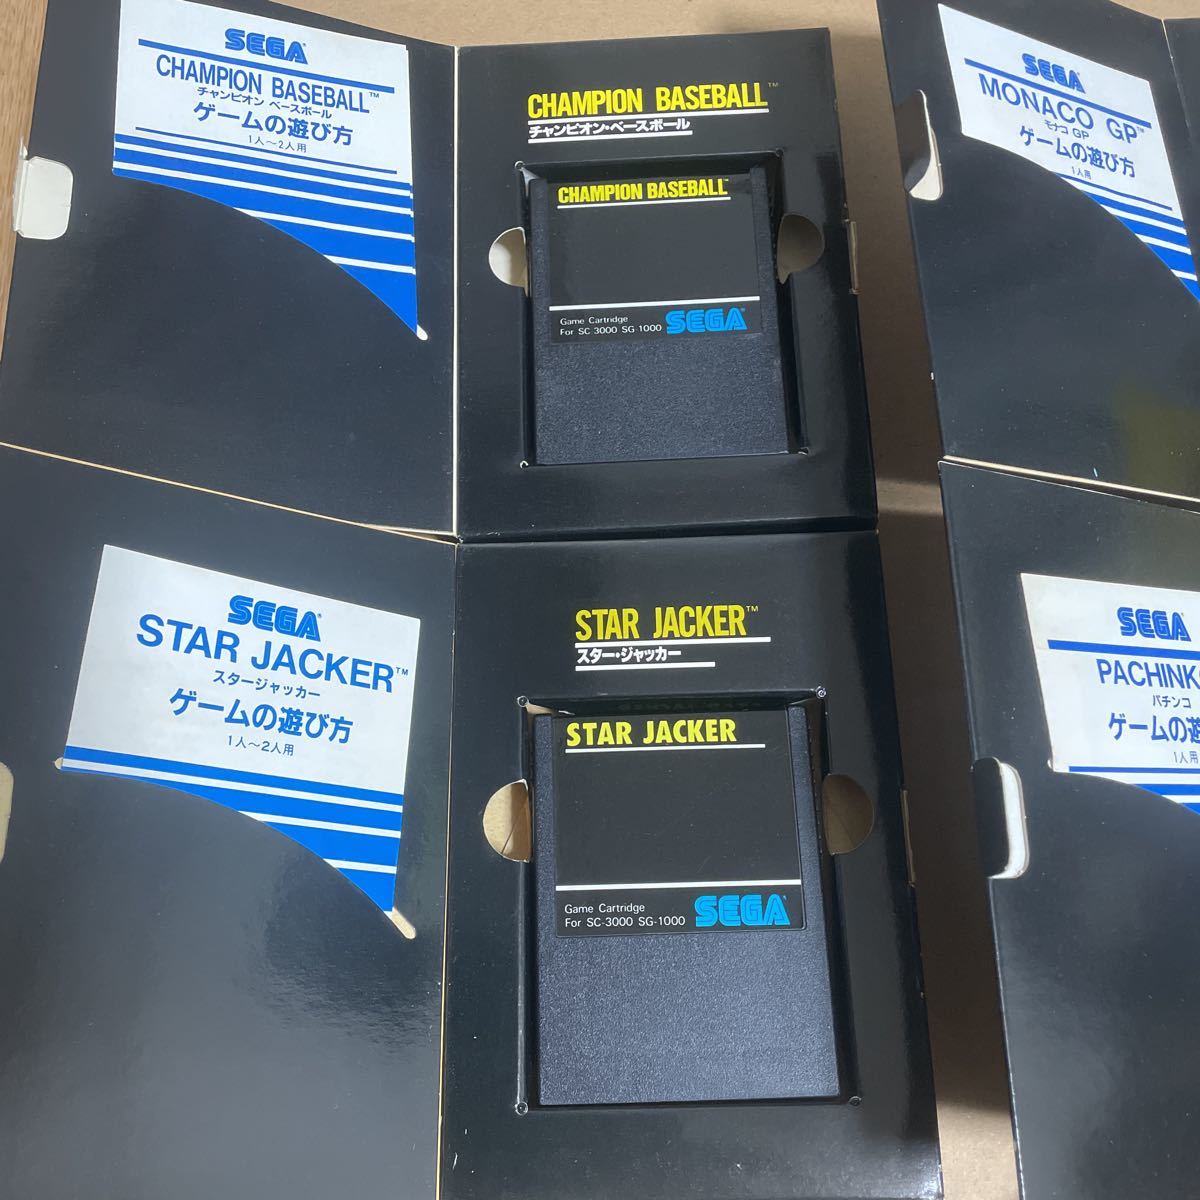 SEGA
CHAMPION BASEBALL™
チャンピオン ベースボール
ゲームの遊び方
1人〜2人用
CHAMPION BASEBALL™
チャンピオン・ベースボール
CHAMPION BASEBALL™
Game Cartridge
For SC-3000 SG-1000 SEGA
SEGA
MONACO GP™
モナコ GP
ゲームの遊び方
1人用
SEGA
STAR JACKER™
スタージャッカー
ゲームの遊び方
1人〜2人用
STAR JACKER™
スター・ジャッカー
STAR JACKER
Game Cartridge
For SC-3000 SG-1000 SEGA
SEGA
PACHINK
パチンコ
ゲームの遊
1人用